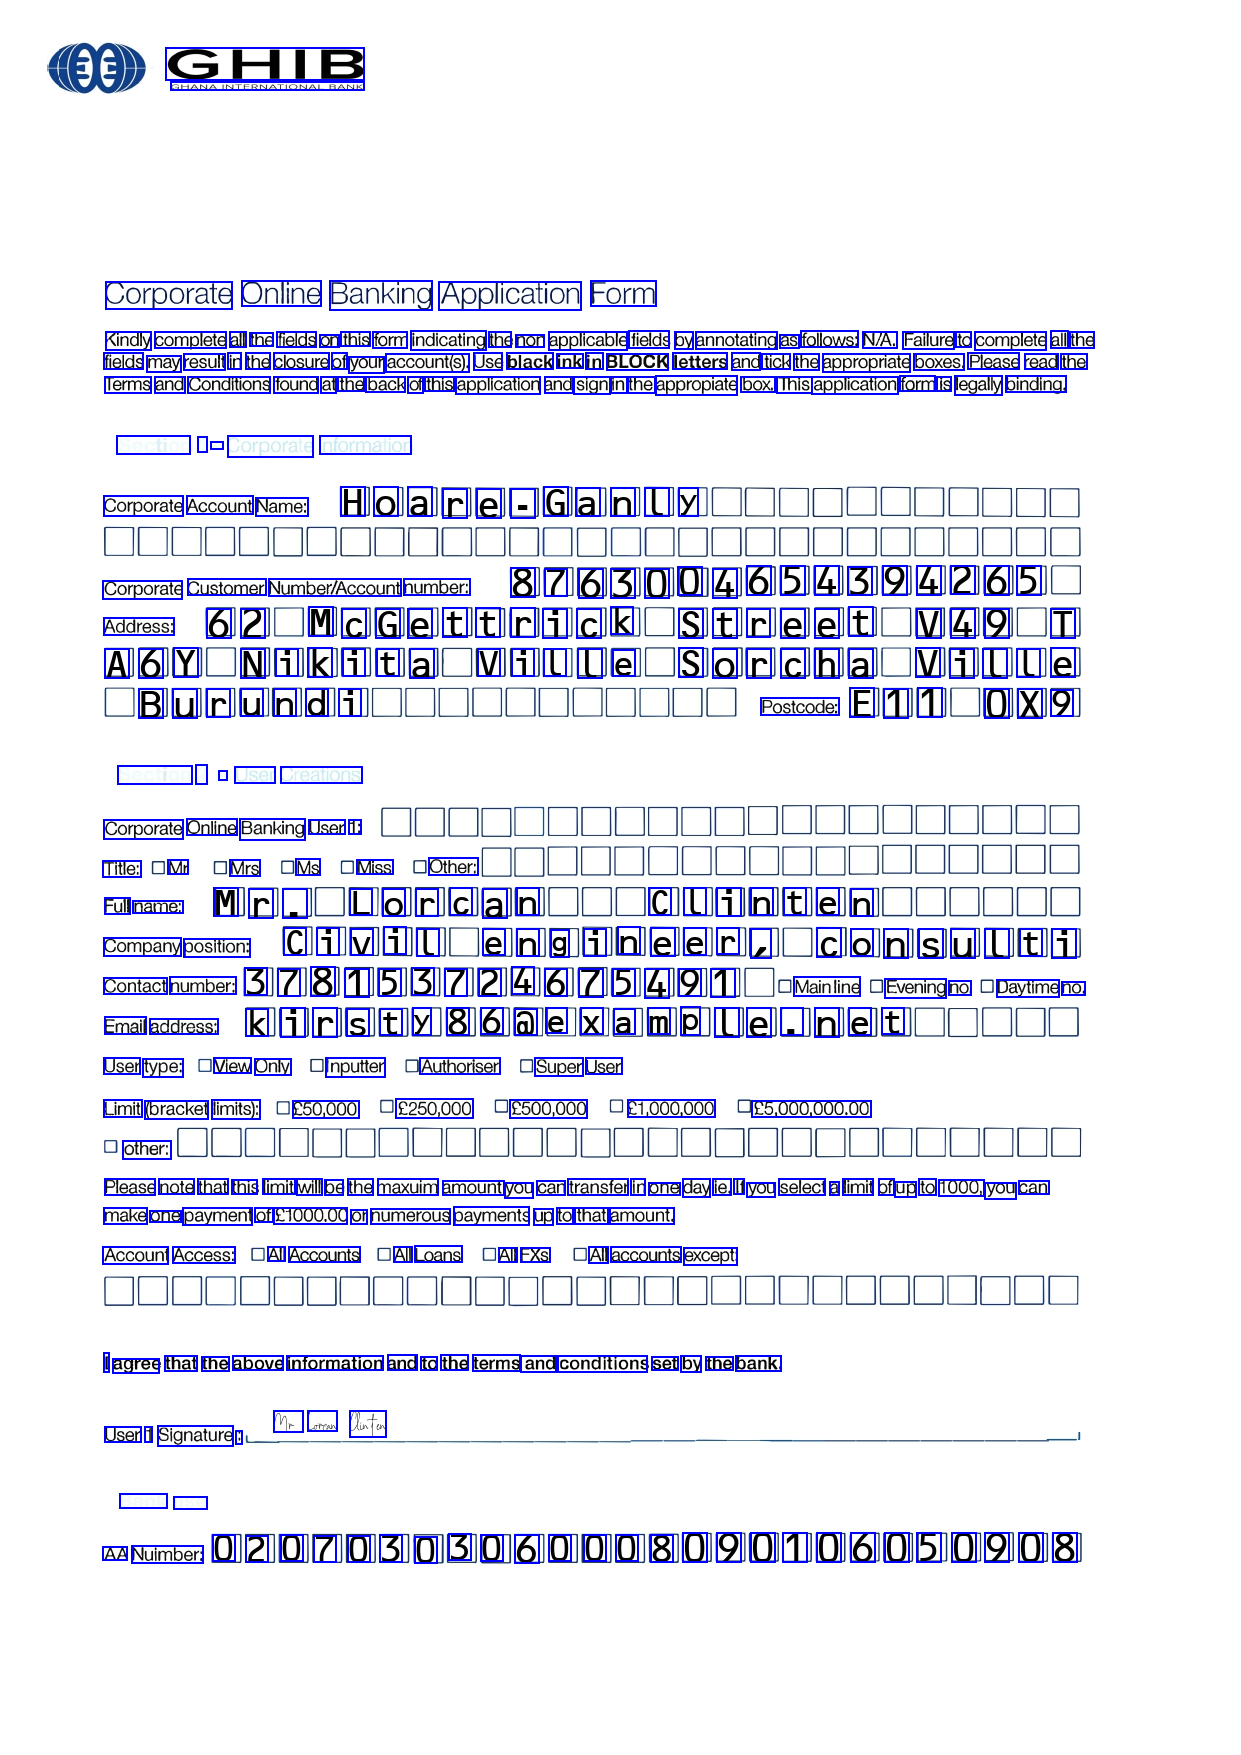 GHIB
GHANA INTERNATIONAL BANK
Corporate Online Banking Application Form
Kindly complete all the fields on this form indicating the non applicable fields by annotating as follows: N/A. Failure to complete all the
fields may result in the closure of your account(s). Use black ink in BLOCK letters and tick the appropriate boxes. Please read the
Terms and Conditions found at the back of this application and sign in the appropiate box. This application form is legally binding.
Section - Corporate Information
Corporate Account Name: Hoare-Ganly
Corporate Customer Number/Account number: 8763004654394265
Address: 62 McGettrick Street V49 T
A6Y Nikita Ville Sorcha Ville
Burundi Postcode: E11 0X9
Section - User Creations
Corporate Online Banking User 1:
Title: Mr Mrs Ms Miss Other:
Full name: Mr. Lorcan Clinten
Company position: Civil engineer, consulti
Contact number: 378153724675491 Main line Evening no. Daytime no.
Email address: kirsty86@example.net
User type: View Only Inputter Authoriser Super User
Limit (bracket limits): £50,000 £250,000 £500,000 £1,000,000 £5,000,000.00
other:
Please note that this limit will be the maxuim amount you can transfer in one day ie. If you select a limit of up to 1000, you can
make one payment of £1000.00 or numerous payments up to that amount.
Account Access: All Accounts All Loans All FXs All accounts except
I agree that the above information and to the terms and conditions set by the bank.
User 1 Signature: Mr Lorcan Clinten
AA Nuimber: 02070303060008090106050908